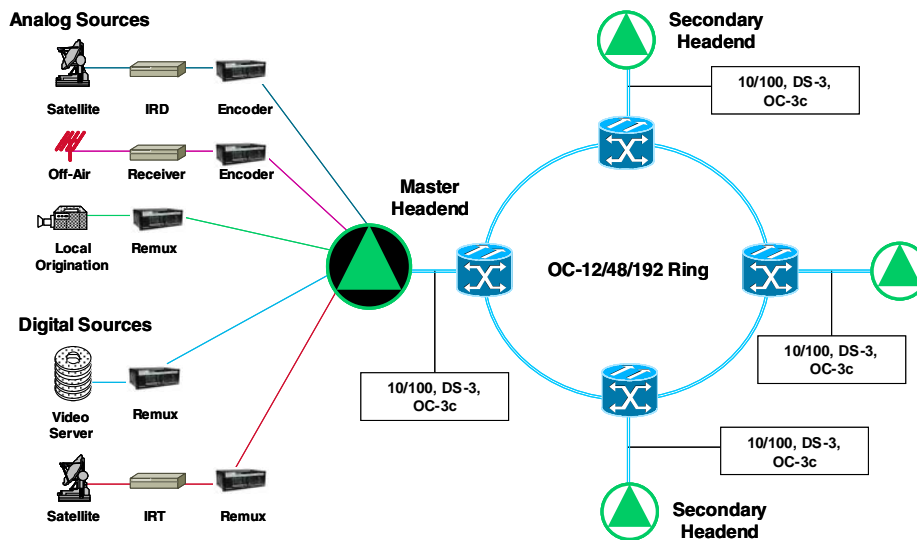 Analog Sources
Satellite
IRD
Encoder
Off-Air
Receiver
Encoder
Local
Origination
Remux
Digital Sources
Video
Server
Remux
Satellite
IRT
Remux
Master
Headend
10/100, DS-3,
OC-3c
OC-12/48/192 Ring
Secondary
Headend
10/100, DS-3,
OC-3c
10/100, DS-3,
OC-3c
10/100, DS-3,
OC-3c
Secondary
Headend